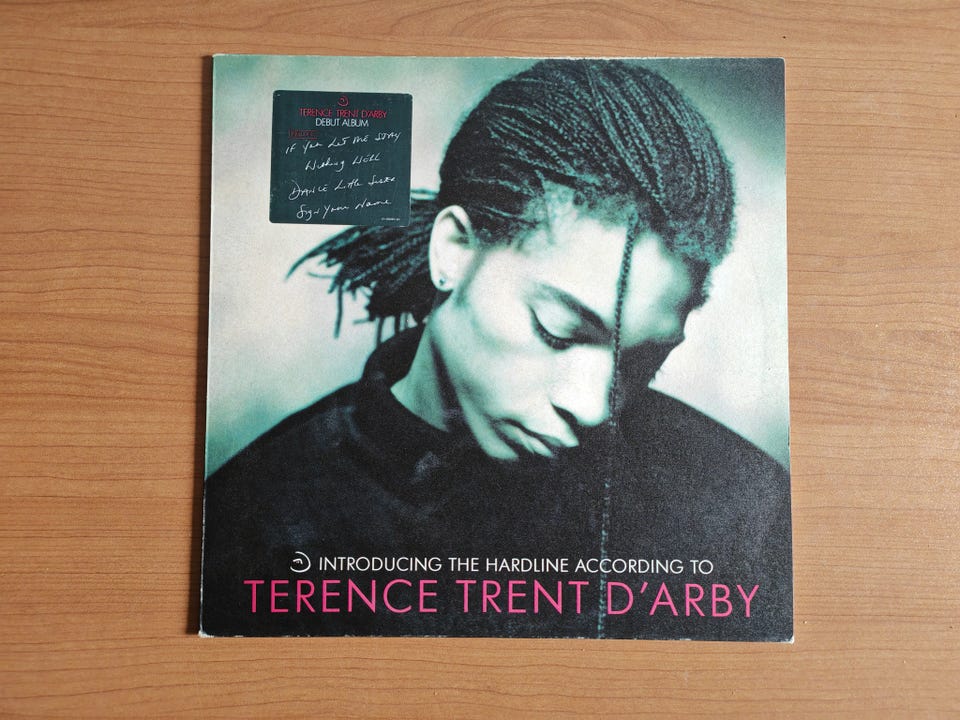 TERENCE TRENT D'ARBY
DEBUT ALBUM
IF You LET ME STAY
Wishing WELL
DANCE Little Sister
Sign Your Name
INTRODUCING THE HARDLINE ACCORDING TO
TERENCE TRENT D'ARBY